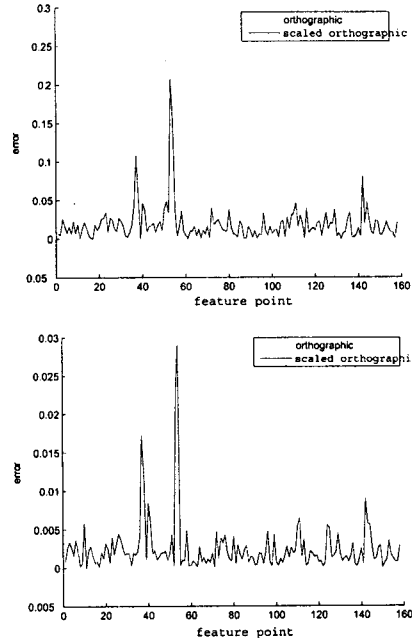 0.3
orthographic
scaled orthographic
0.25
0.2
0.15
error
0.1
0.05
0
0.05
0 20 40 60 80 100 120 140 160
feature point
0.03
orthographic
scaled orthographi
0.025
0.02
0.015
error
0.01
0.005
0
0.005
0 20 40 60 80 100 120 140 160
feature point